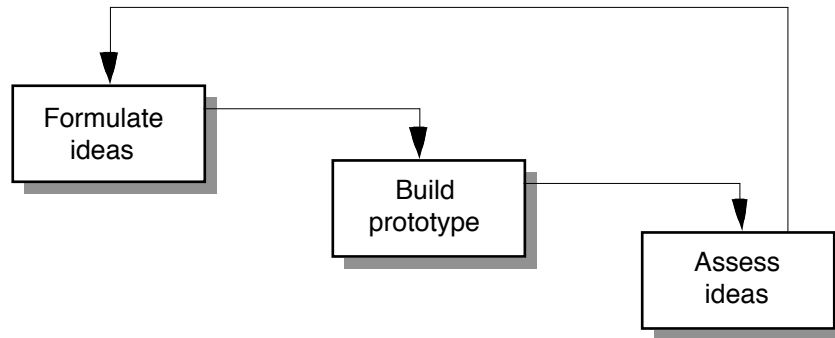 Formulate
ideas
Build
prototype
Assess
ideas